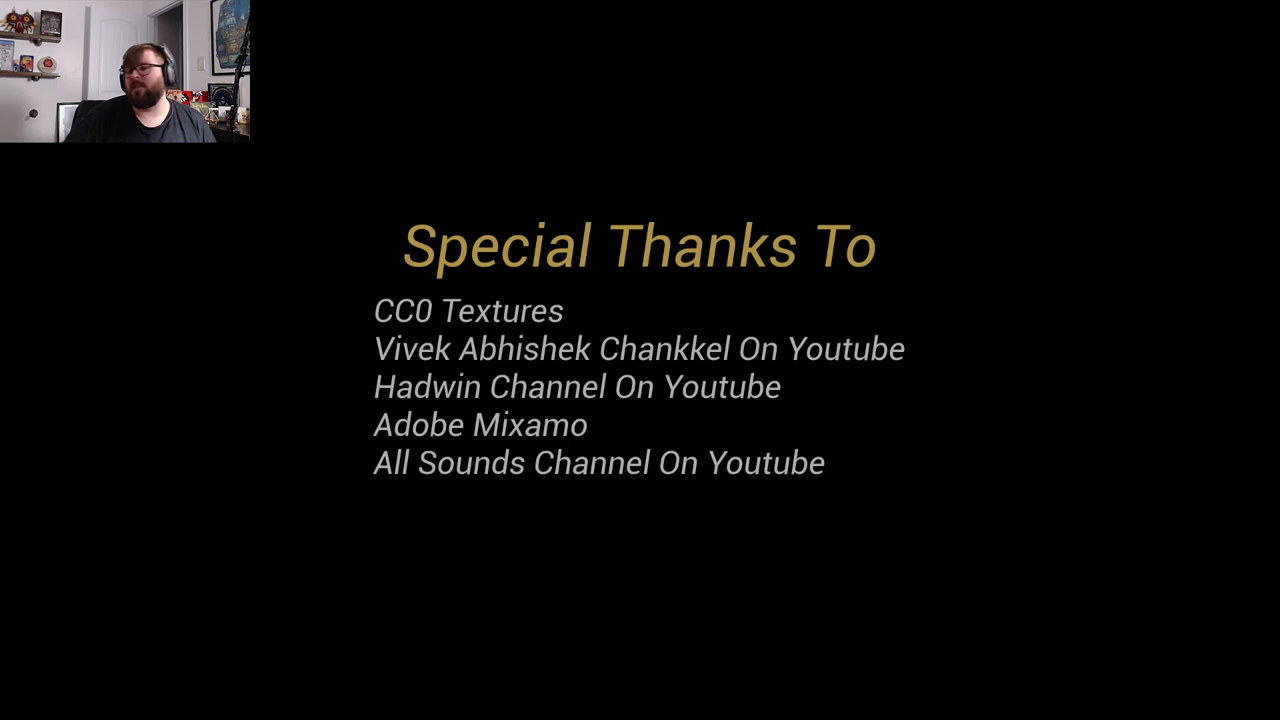 Special Thanks To
CC0 Textures
Vivek Abhishek Chankkel On Youtube
Hadwin Channel On Youtube
Adobe Mixamo
All Sounds Channel On Youtube